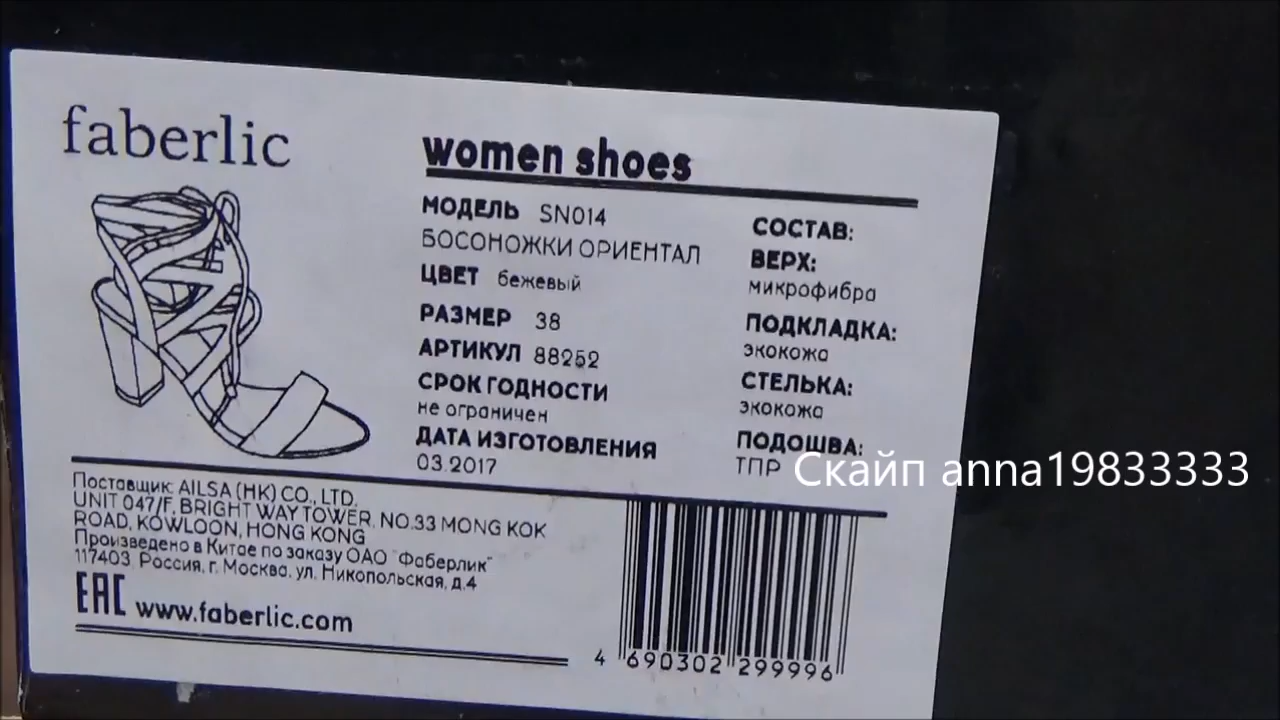 faberlic
women shoes
МОДЕЛЬ SN014
БОСОНОЖКИ ОРИЕНТАЛ
ЦВЕТ бежевый
РАЗМЕР 38
АРТИКУЛ 88252
СРОК ГОДНОСТИ
не ограничен
ДАТА ИЗГОТОВЛЕНИЯ
03.2017
СОСТАВ:
ВЕРХ:
микрофибра
ПОДКЛАДКА:
экокожа
СТЕЛЬКА:
экокожа
ПОДОШВА:
ТПР
Скайп anna19833333
Поставщик: AILSA (HK) CO., LTD.
UNIT 047/F, BRIGHT WAY TOWER, NO.33 MONG KOK
ROAD, KOWLOON, HONG KONG
Произведено в Китае по заказу ОАО "Фаберлик"
117403, Россия, г. Москва, ул. Никопольская, д.4
EAC www.faberlic.com
4 690302 299996